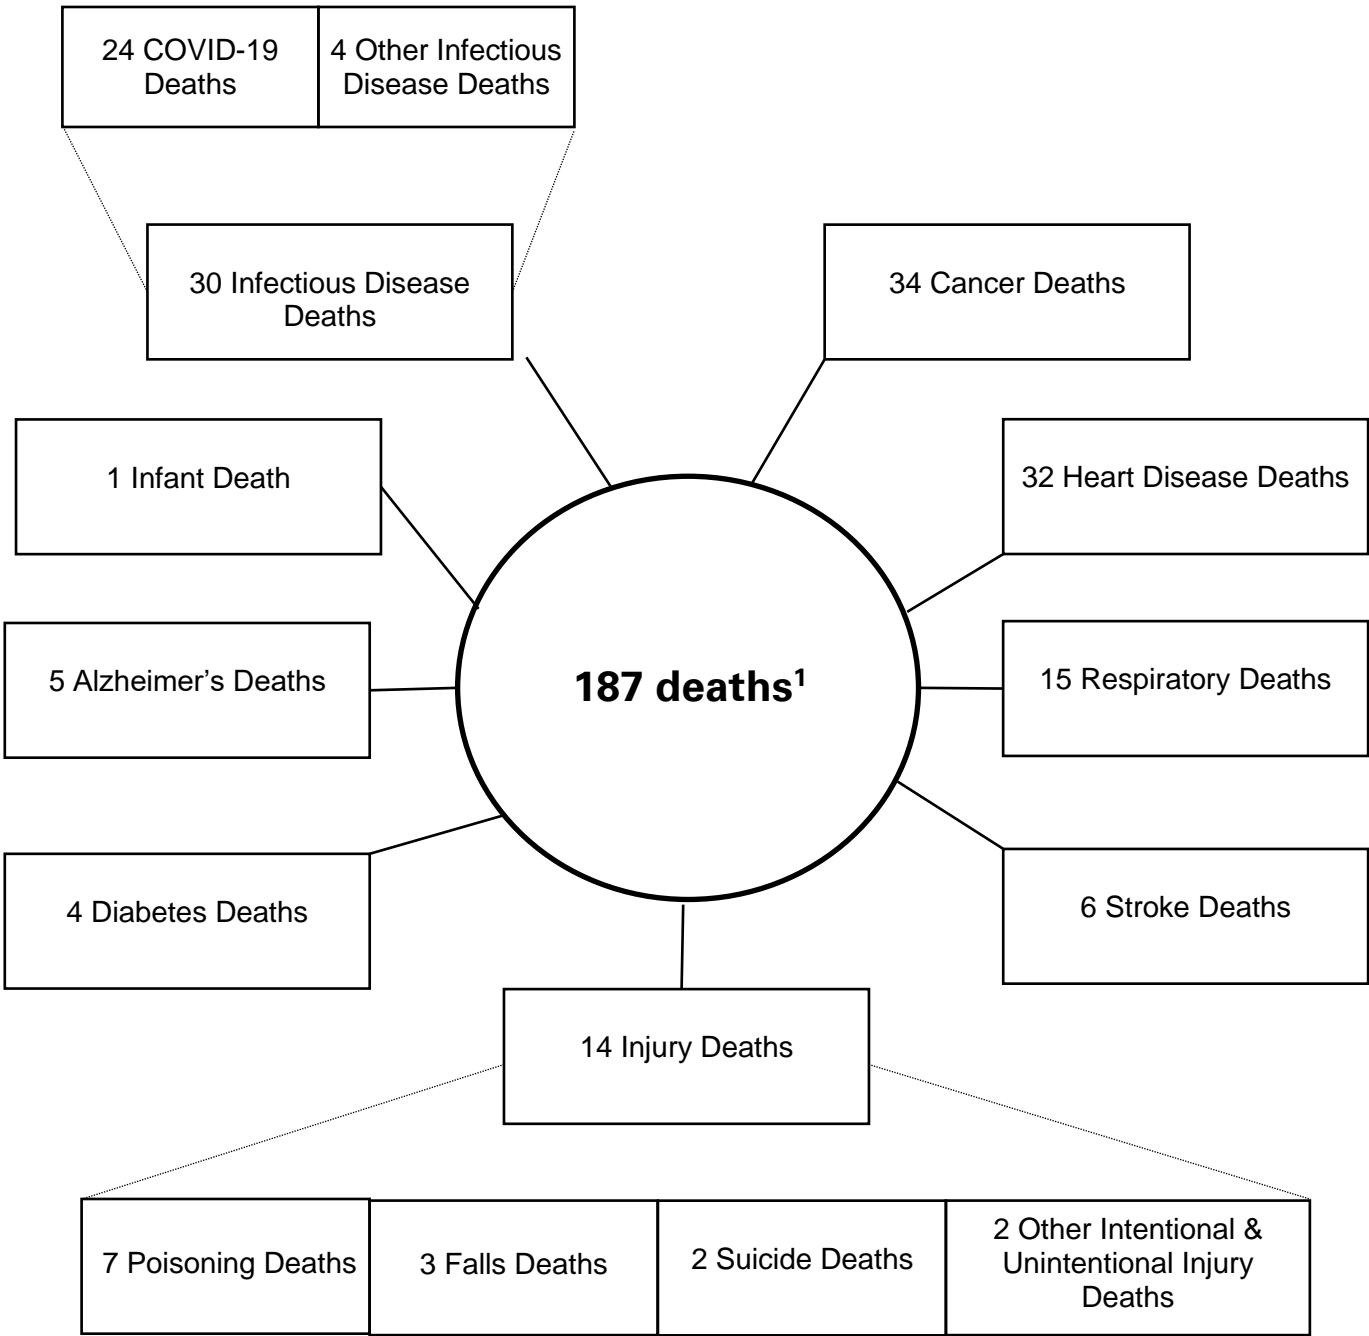 24 COVID-19
Deaths
4 Other Infectious
Disease Deaths
30 Infectious Disease
Deaths
34 Cancer Deaths
1 Infant Death
32 Heart Disease Deaths
5 Alzheimer’s Deaths
187 deaths¹
15 Respiratory Deaths
4 Diabetes Deaths
6 Stroke Deaths
14 Injury Deaths
7 Poisoning Deaths
3 Falls Deaths
2 Suicide Deaths
2 Other Intentional &
Unintentional Injury
Deaths